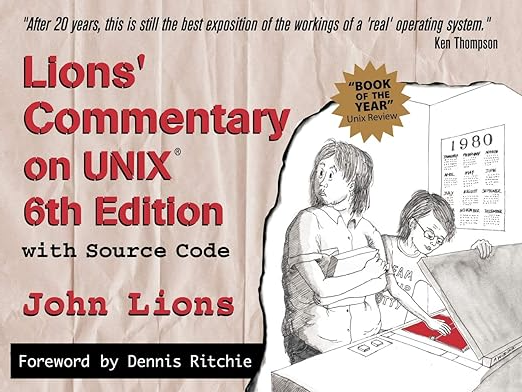 "After 20 years, this is still the best exposition of the workings of a 'real' operating system."
Ken Thompson
Lions'
Commentary
on UNIX®
6th Edition
with Source Code
John Lions
Foreword by Dennis Ritchie
"BOOK
OF THE
YEAR"
Unix Review
1980